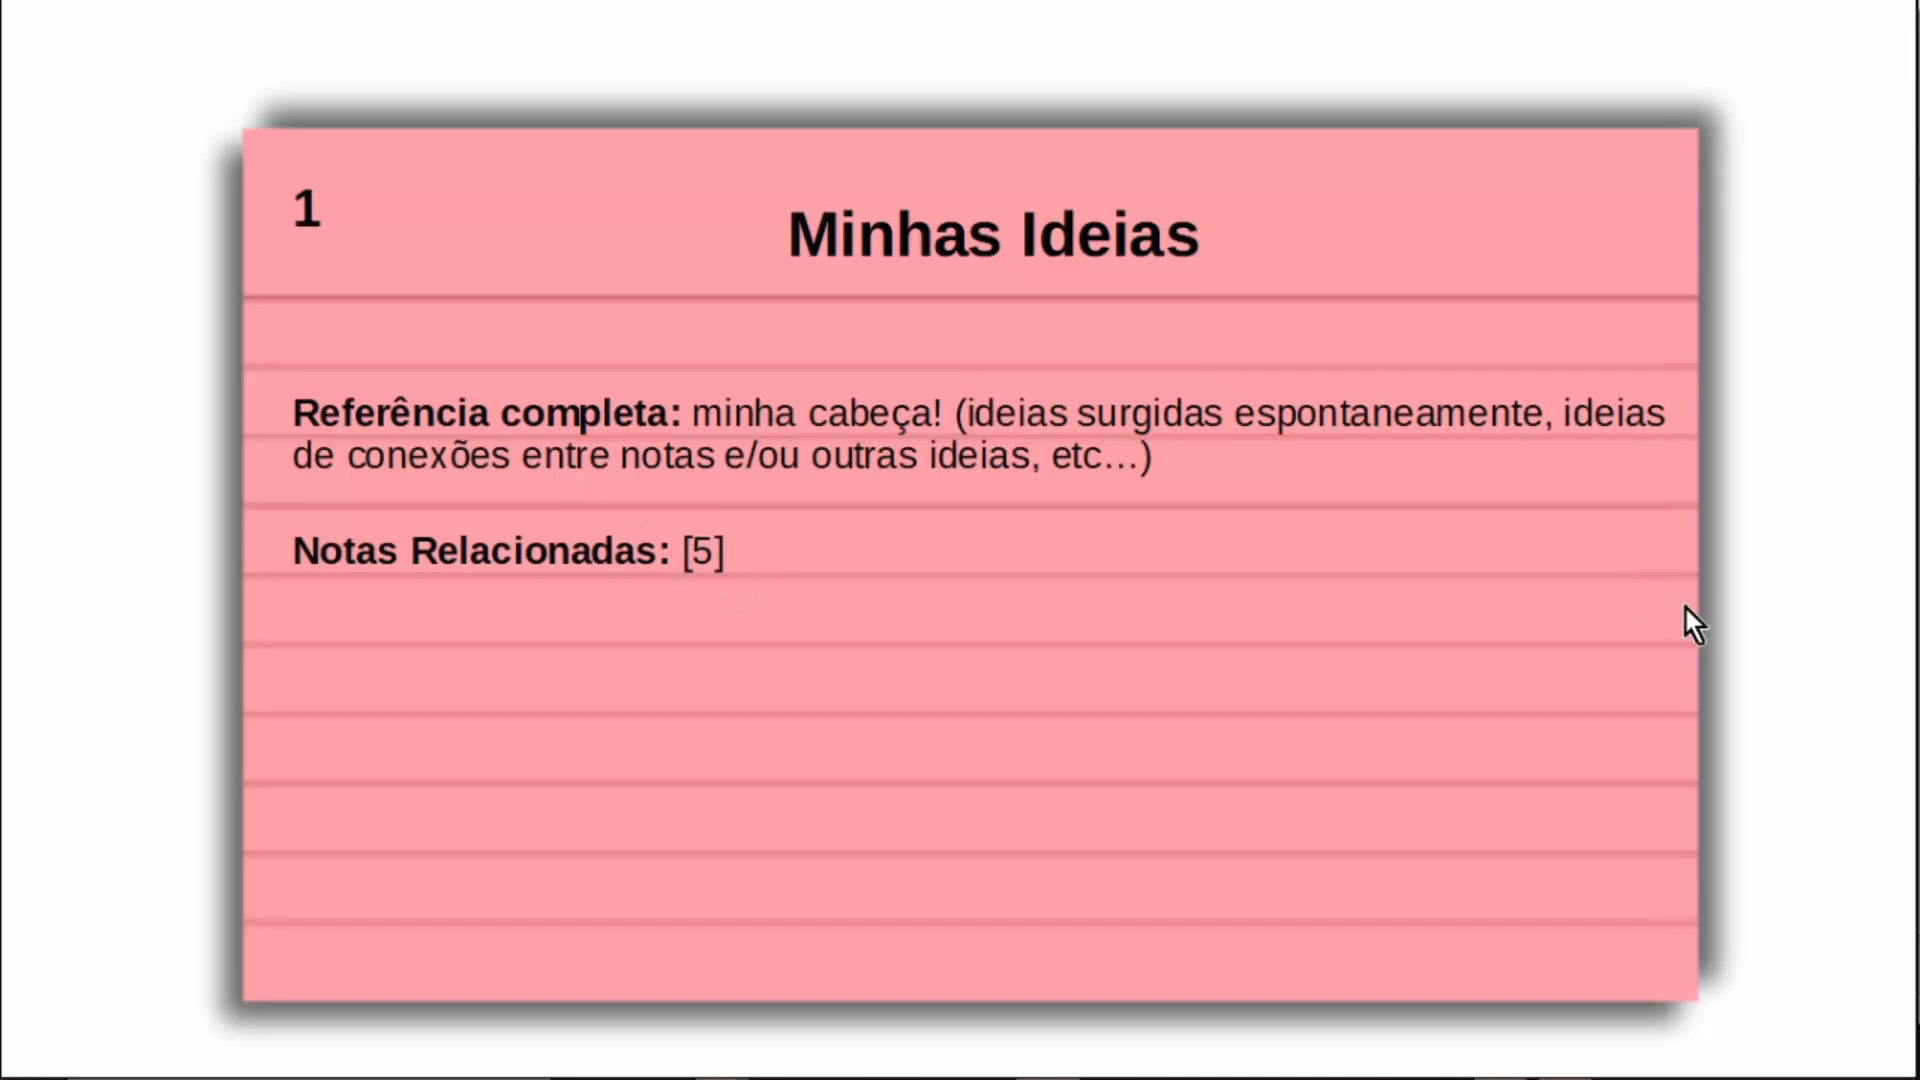 1
Minhas Ideias
Referência completa: minha cabeça! (ideias surgidas espontaneamente, ideias
de conexões entre notas e/ou outras ideias, etc…)
Notas Relacionadas: [5]